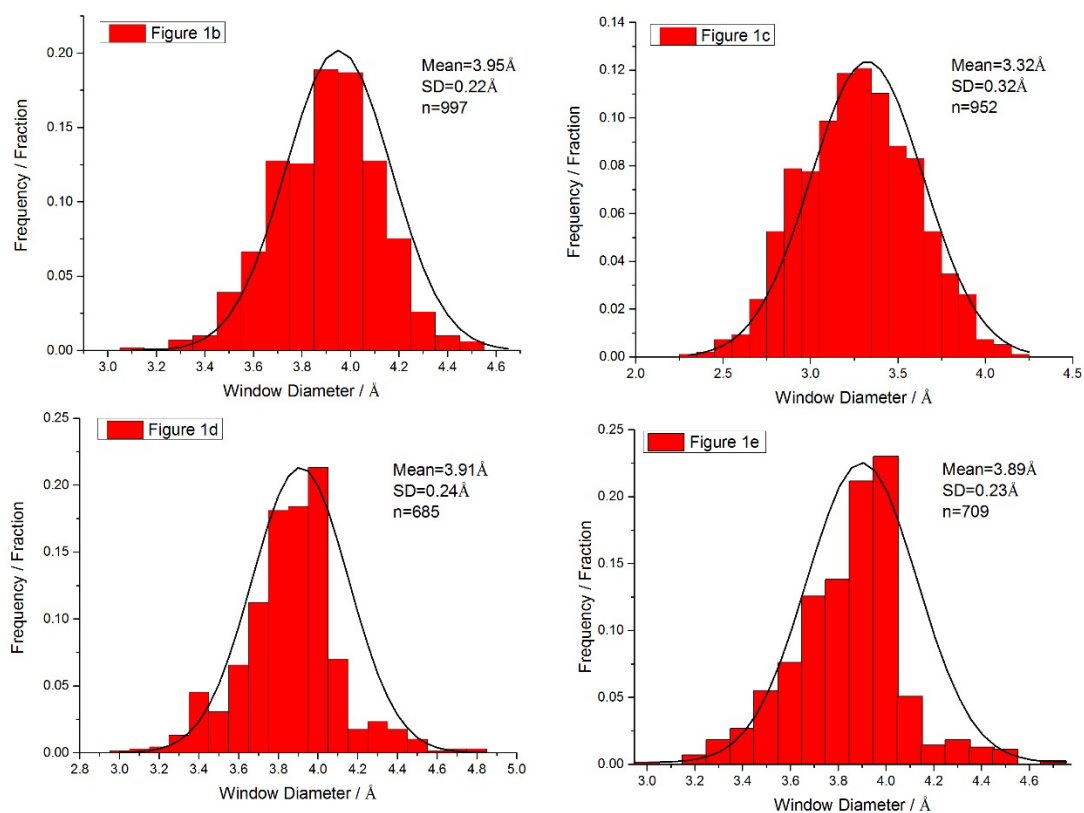 Figure 1b
Mean=3.95Å
SD=0.22Å
n=997
Frequency / Fraction
0.20
0.15
0.10
0.05
0.00
3.0 3.2 3.4 3.6 3.8 4.0 4.2 4.4 4.6
Window Diameter / Å
Figure 1c
Mean=3.32Å
SD=0.32Å
n=952
Frequency / Fraction
0.14
0.12
0.10
0.08
0.06
0.04
0.02
0.00
2.0 2.5 3.0 3.5 4.0 4.5
Window Diameter / Å
Figure 1d
Mean=3.91Å
SD=0.24Å
n=685
Frequency / Fraction
0.25
0.20
0.15
0.10
0.05
0.00
2.8 3.0 3.2 3.4 3.6 3.8 4.0 4.2 4.4 4.6 4.8 5.0
Window Diameter / Å
Figure 1e
Mean=3.89Å
SD=0.23Å
n=709
Frequency / Fraction
0.25
0.20
0.15
0.10
0.05
0.00
3.0 3.2 3.4 3.6 3.8 4.0 4.2 4.4 4.6
Window Diameter / Å